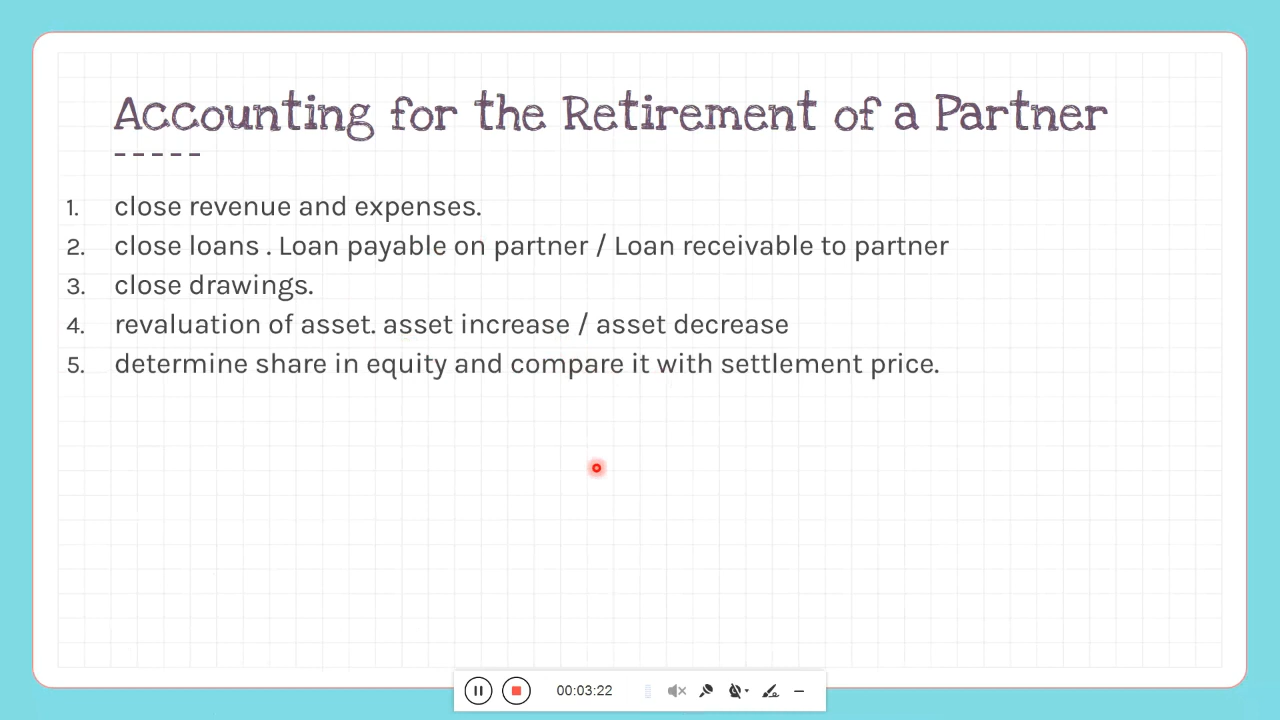 Accounting for the Retirement of a Partner
1. close revenue and expenses.
2. close loans . Loan payable on partner / Loan receivable to partner
3. close drawings.
4. revaluation of asset. asset increase / asset decrease
5. determine share in equity and compare it with settlement price.
00:03:22